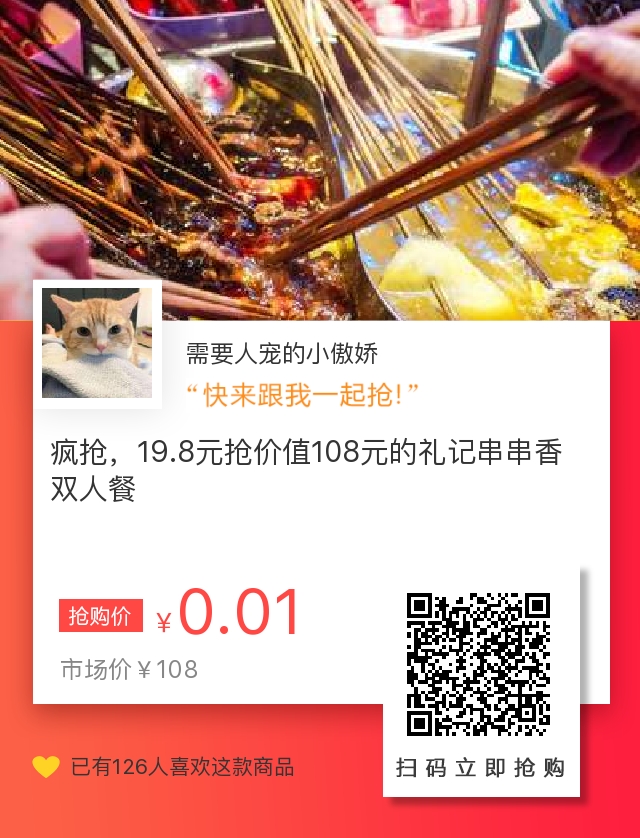 需要人宠的小傲娇
“快来跟我一起抢!”
疯抢，19.8元抢价值108元的礼记串串香
双人餐
抢购价 ¥0.01
市场价¥108
已有126人喜欢这款商品
扫码立即抢购